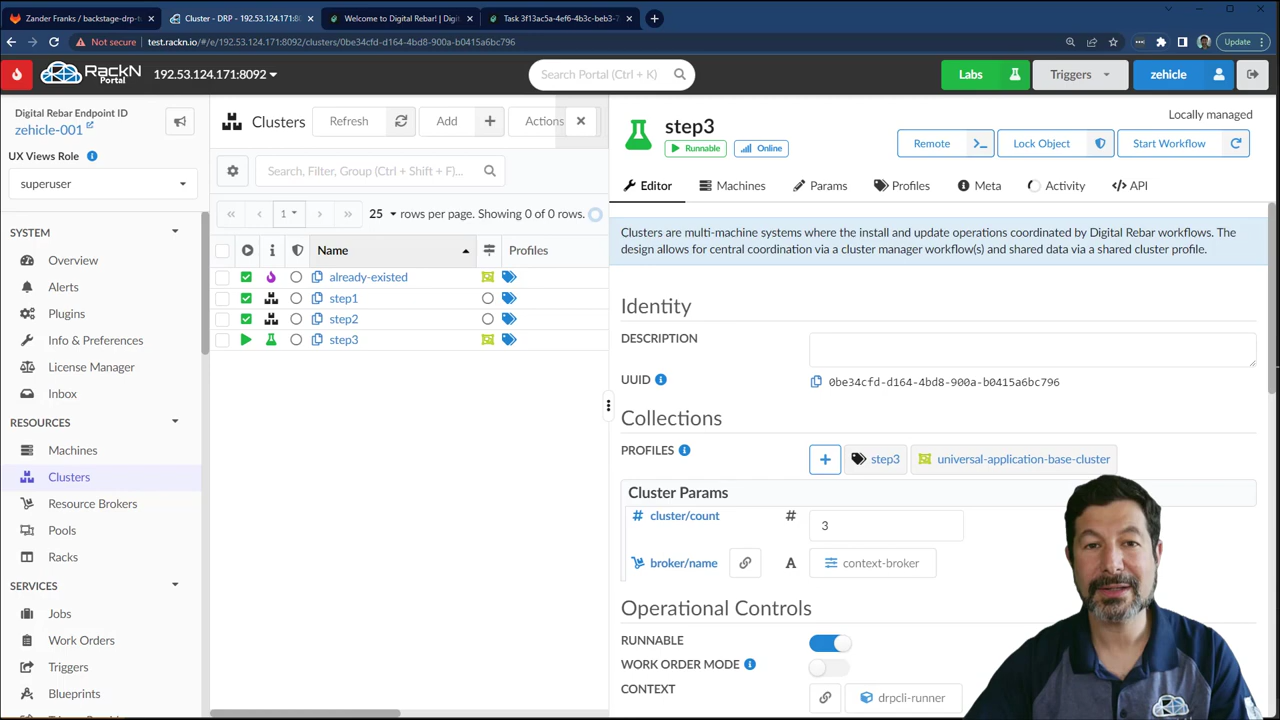 Zander Franks / backstage-drp-t
Cluster - DRP - 192.53.124.171:8
Welcome to Digital Rebar! | Digital
Task 3f13ac5a-4ef6-4b3c-beb3-7
Not secure
test.rackn.io/#/e/192.53.124.171:8092/clusters/0be34cfd-d164-4bd8-900a-b0415a6bc796
Update
RackN
Portal
192.53.124.171:8092
Search Portal (Ctrl + K)
Labs
Triggers
zehicle
Digital Rebar Endpoint ID
zehicle-001
UX Views Role
superuser
SYSTEM
Overview
Alerts
Plugins
Info & Preferences
License Manager
Inbox
RESOURCES
Machines
Clusters
Resource Brokers
Pools
Racks
SERVICES
Jobs
Work Orders
Triggers
Blueprints
Clusters
Refresh
Add
Actions
Search, Filter, Group (Ctrl + Shift + F)...
1
25 rows per page. Showing 0 of 0 rows.
Name
Profiles
already-existed
step1
step2
step3
step3
Runnable
Online
Locally managed
Remote
Lock Object
Start Workflow
Editor
Machines
Params
Profiles
Meta
Activity
API
Clusters are multi-machine systems where the install and update operations coordinated by Digital Rebar workflows. The
design allows for central coordination via a cluster manager workflow(s) and shared data via a shared cluster profile.
Identity
DESCRIPTION
UUID
0be34cfd-d164-4bd8-900a-b0415a6bc796
Collections
PROFILES
step3
universal-application-base-cluster
Cluster Params
# cluster/count
#
3
broker/name
A
context-broker
Operational Controls
RUNNABLE
WORK ORDER MODE
CONTEXT
drpcli-runner